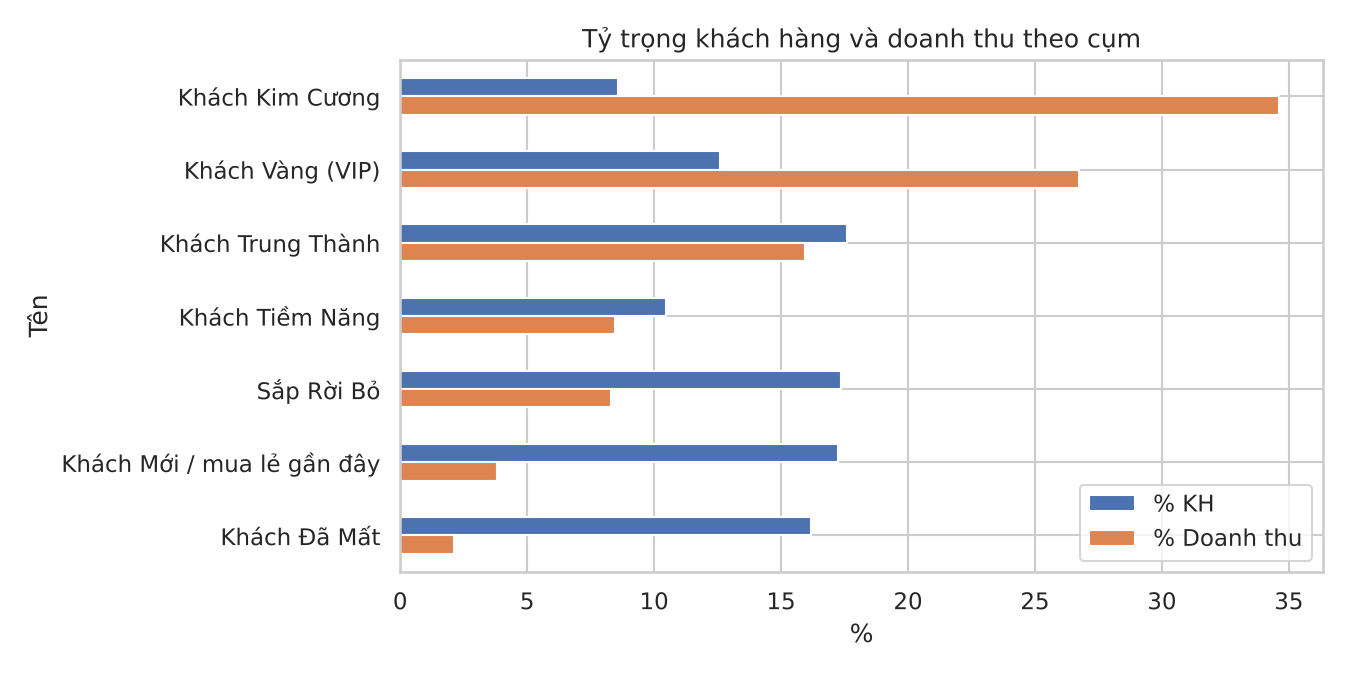 Tỷ trọng khách hàng và doanh thu theo cụm
Tên
Khách Kim Cương
Khách Vàng (VIP)
Khách Trung Thành
Khách Tiềm Năng
Sắp Rời Bỏ
Khách Mới / mua lẻ gần đây
Khách Đã Mất
% KH
% Doanh thu
0 5 10 15 20 25 30 35
%